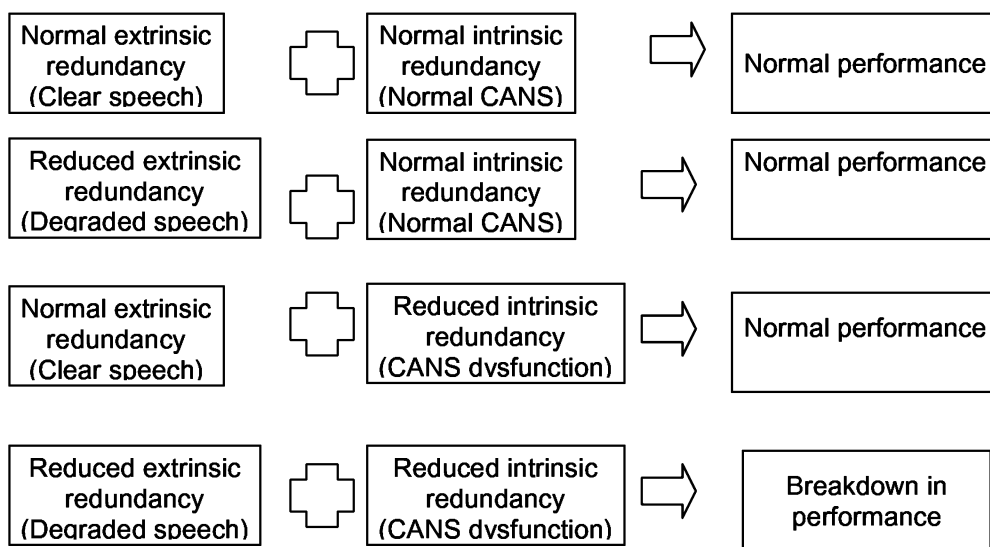 Normal extrinsic
redundancy
(Clear speech)
Normal intrinsic
redundancy
(Normal CANS)
Normal performance
Reduced extrinsic
redundancy
(Degraded speech)
Normal intrinsic
redundancy
(Normal CANS)
Normal performance
Normal extrinsic
redundancy
(Clear speech)
Reduced intrinsic
redundancy
(CANS dysfunction)
Normal performance
Reduced extrinsic
redundancy
(Degraded speech)
Reduced intrinsic
redundancy
(CANS dysfunction)
Breakdown in
performance